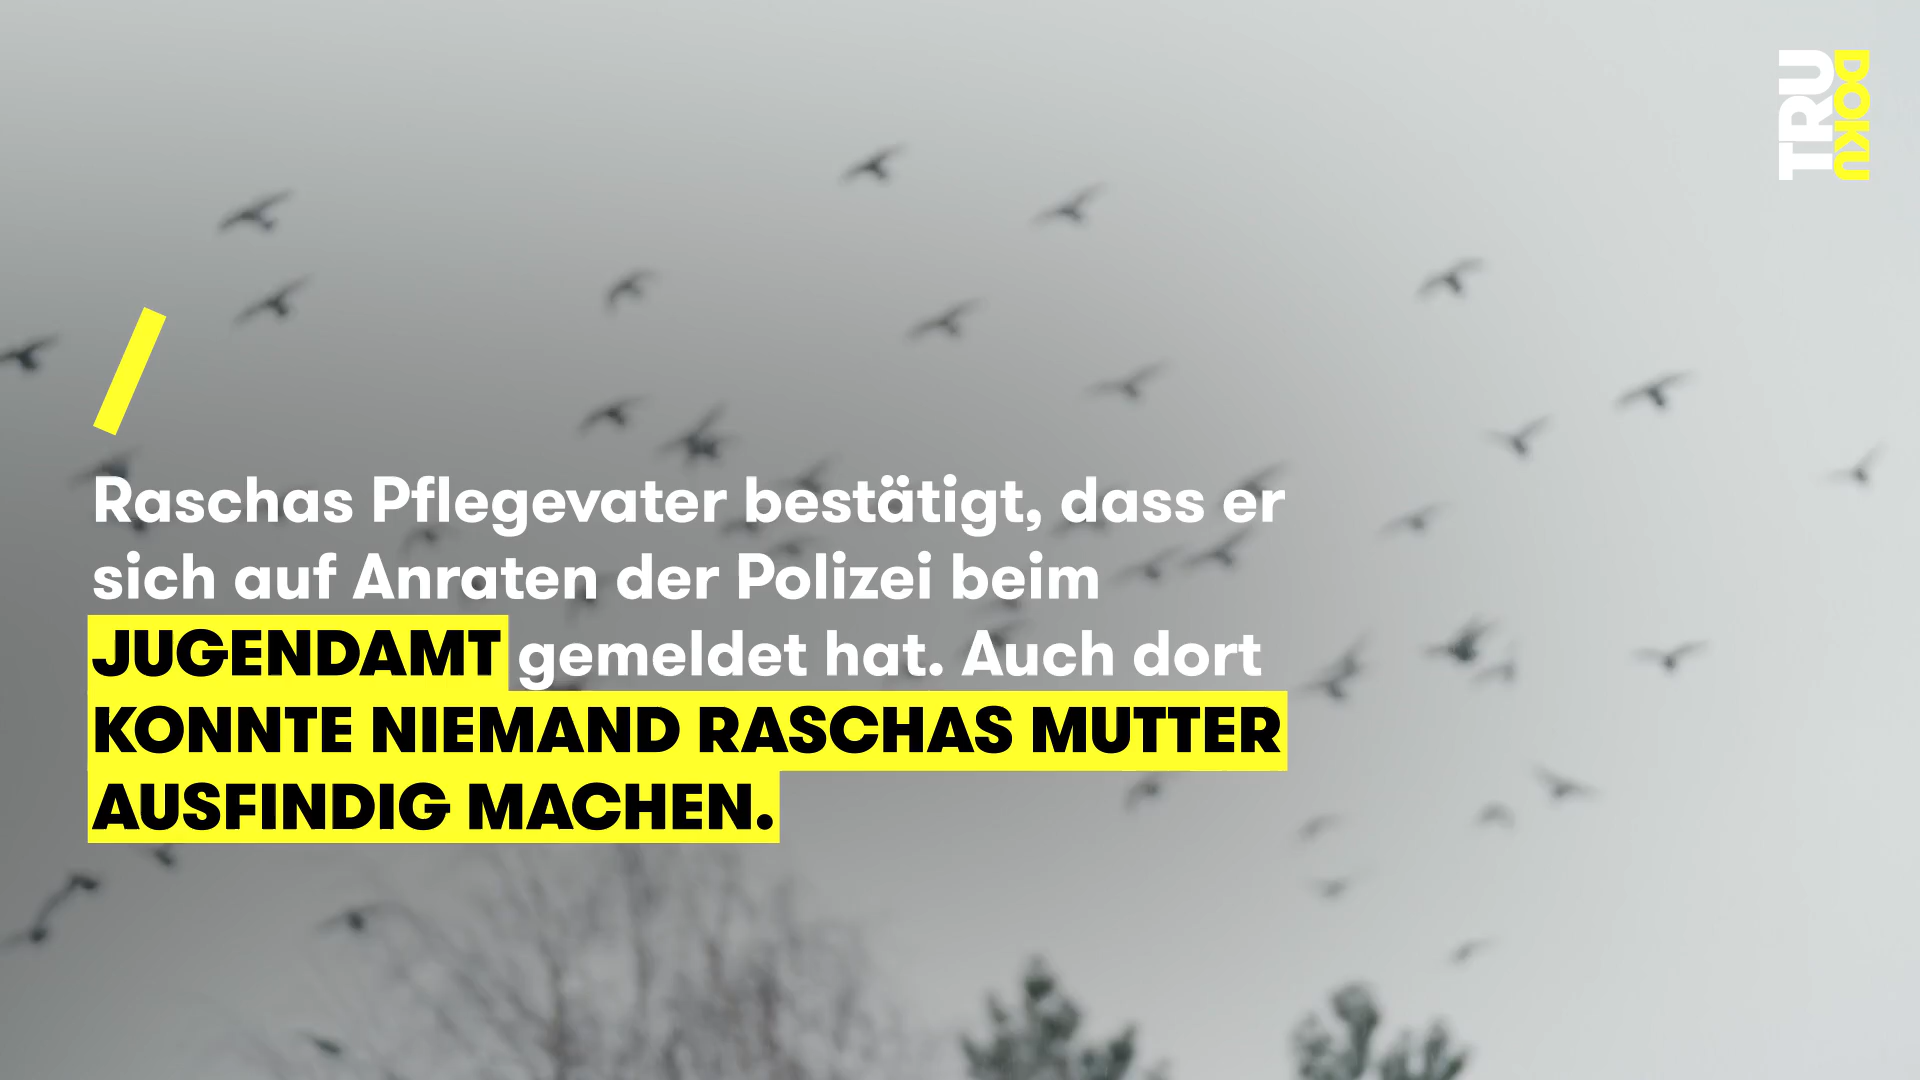 TRU
DOKU
Raschas Pflegevater bestätigt, dass er
sich auf Anraten der Polizei beim
JUGENDAMT gemeldet hat. Auch dort
KONNTE NIEMAND RASCHAS MUTTER
AUSFINDIG MACHEN.